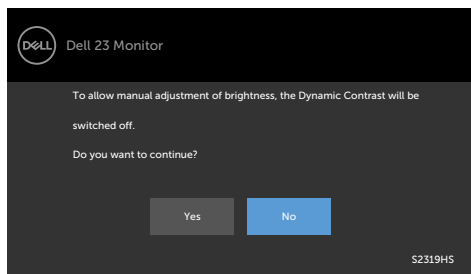 DELL
Dell 23 Monitor
To allow manual adjustment of brightness, the Dynamic Contrast will be
switched off.
Do you want to continue?
Yes
No
S2319HS